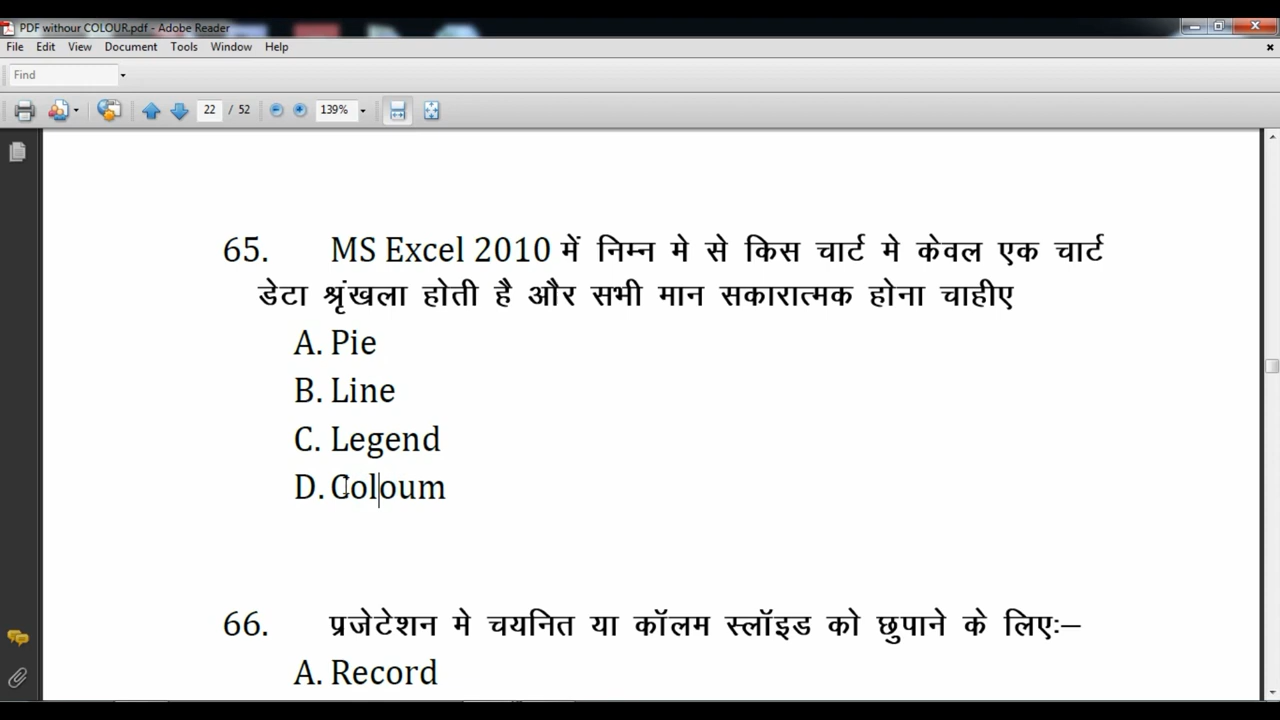 PDF withour COLOUR.pdf - Adobe Reader
File Edit View Document Tools Window Help
Find
22 / 52 139%
65. MS Excel 2010 में निम्न मे से किस चार्ट मे केवल एक चार्ट
डेटा श्रृंखला होती है और सभी मान सकारात्मक होना चाहीए
A. Pie
B. Line
C. Legend
D. Coloum
66. प्रजेटेशन मे चयनित या कॉलम स्लॉइड को छुपाने के लिएः–
A. Record